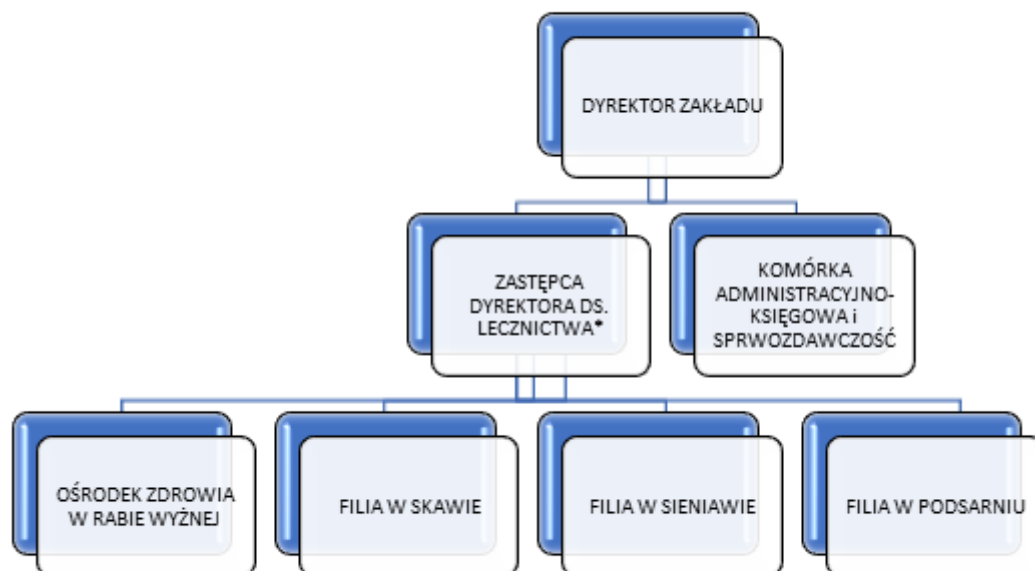 DYREKTOR ZAKŁADU
ZASTĘPCA
DYREKTORA DS.
LECZNICTWA*
KOMÓRKA
ADMINISTRACYJNO-
KSIĘGOWA i
SPRWOZDAWCZOŚĆ
OŚRODEK ZDROWIA
W RABIE WYŻNEJ
FILIA W SKAWIE
FILIA W SIENIAWIE
FILIA W PODSARNIU